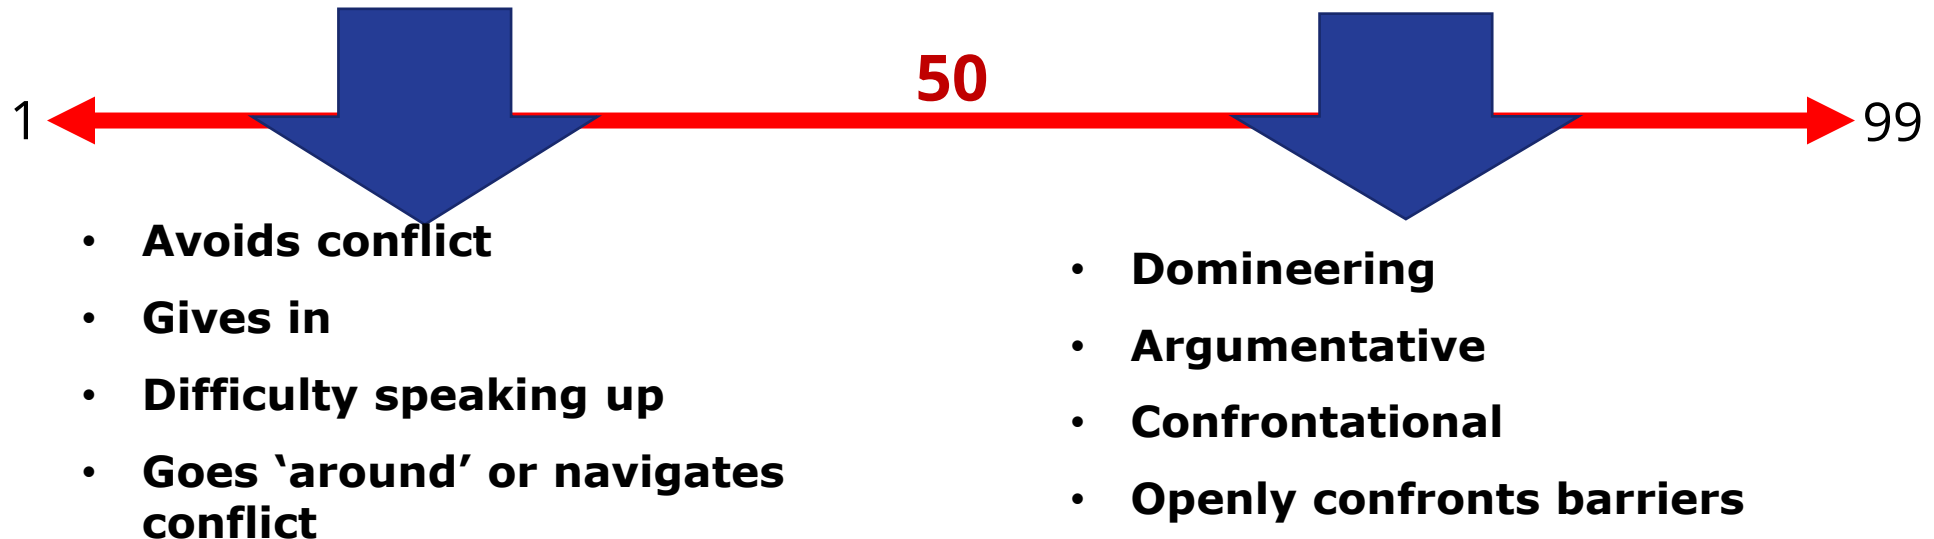 50
1
99
• Avoids conflict
• Gives in
• Difficulty speaking up
• Goes ‘around’ or navigates
conflict
• Domineering
• Argumentative
• Confrontational
• Openly confronts barriers